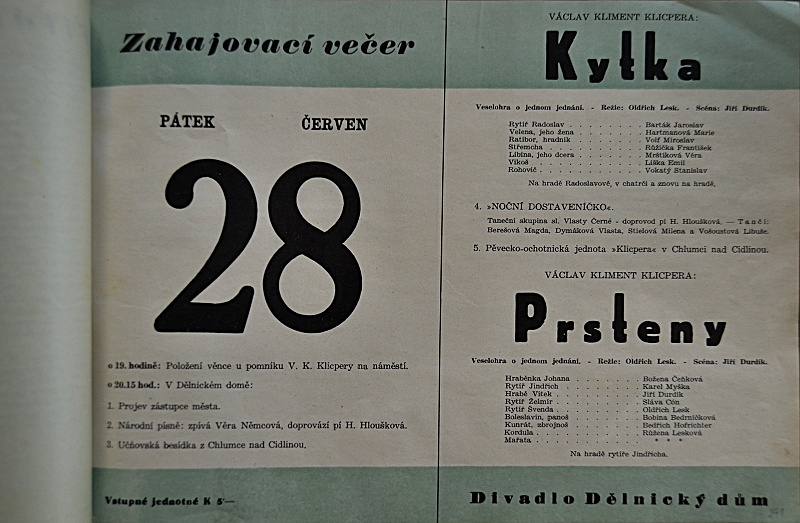 Zahajovací večer
PÁTEK ČERVEN
28
o 19. hodině: Položení věnce u pomníku V. K. Klicpery na náměstí.
o 20.15 hod.: V Dělnickém domě:
1. Projev zástupce města.
2. Národní písně: zpívá Věra Němcová, doprovází pí H. Hloušková.
3. Učňovská besídka z Chlumce nad Cidlinou.
Vstupné jednotné K 5·—
VÁCLAV KLIMENT KLICPERA:
Kytka
Veselohra o jednom jednání. - Režie: Oldřich Lesk. - Scéna: Jiří Durdík.
Rytíř Radoslav . . . . . . . . Barták Jaroslav
Velena, jeho žena . . . . . . . Hartmanová Marie
Ratibor, hradník . . . . . . . Volf Miroslav
Střemcha . . . . . . . . . Růžička František
Libina, jeho dcera . . . . . . . Mrštíková Věra
Vikoš . . . . . . . . . . Liška Emil
Rohovič . . . . . . . . . . Vokatý Stanislav
Na hradě Radoslavově, v chatrči a znovu na hradě.
4. »NOČNÍ DOSTAVENÍČKO«.
Taneční skupina sl. Vlasty Černé - doprovod pí H. Hloušková. — Tančí:
Berešová Magda, Dymáková Vlasta, Stielová Milena a Vošoustová Libuše.
5. Pěvecko-ochotnická jednota »Klicpera« v Chlumci nad Cidlinou.
VÁCLAV KLIMENT KLICPERA:
Prsteny
Veselohra o jednom jednání. - Režie: Oldřich Lesk. - Scéna: Jiří Durdík.
Hraběnka Johana . . . . . . . Božena Čeňková
Rytíř Jindřich . . . . . . . . Karel Myška
Hrabě Vítek . . . . . . . . Jiří Durdík
Rytíř Želmír . . . . . . . . Sláva Cón
Rytíř Švenda . . . . . . . . Oldřich Lesk
Boleslavin, panoš . . . . . . . Bobina Bedrníčková
Kunrát, zbrojnoš . . . . . . . Bedřich Hofrichter
Kordula . . . . . . . . . . Růžena Lesková
Mařata . . . . . . . . . . * * *
Na hradě rytíře Jindřicha.
Divadlo Dělnický dům